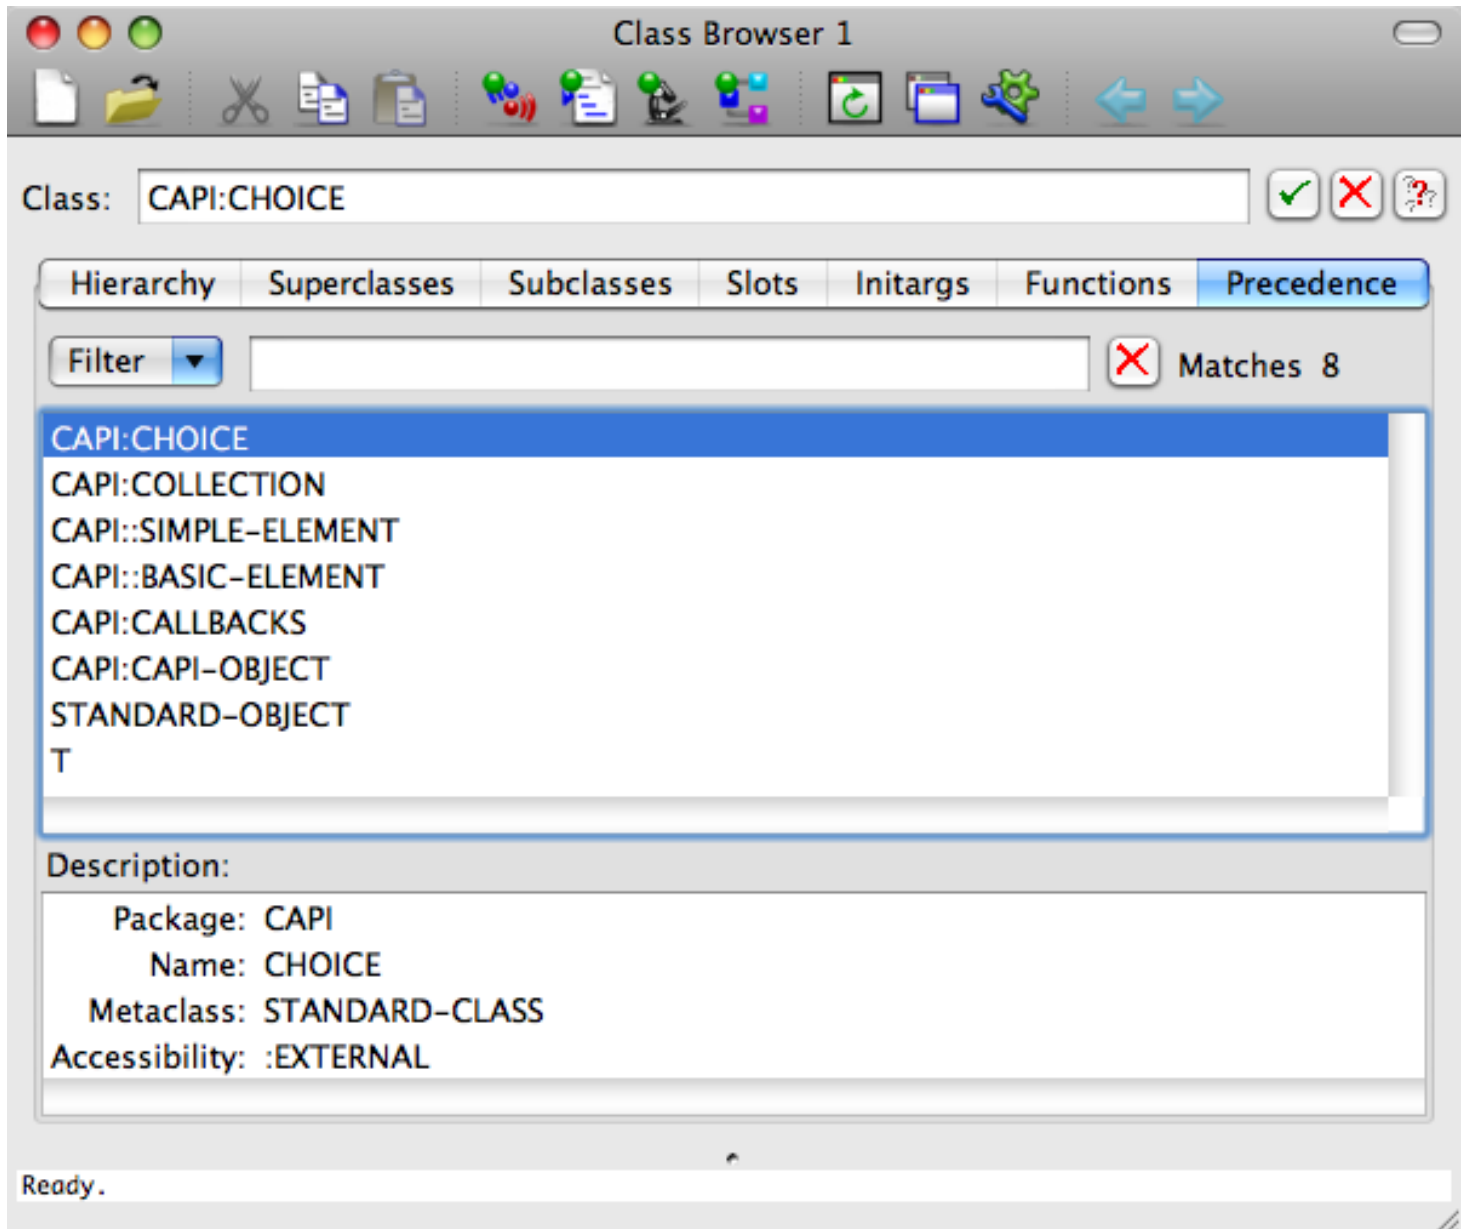 Class Browser 1
Class: CAPI:CHOICE
Hierarchy Superclasses Subclasses Slots Initargs Functions Precedence
Filter Matches 8
CAPI:CHOICE
CAPI:COLLECTION
CAPI::SIMPLE-ELEMENT
CAPI::BASIC-ELEMENT
CAPI:CALLBACKS
CAPI:CAPI-OBJECT
STANDARD-OBJECT
T
Description:
Package: CAPI
Name: CHOICE
Metaclass: STANDARD-CLASS
Accessibility: :EXTERNAL
Ready.